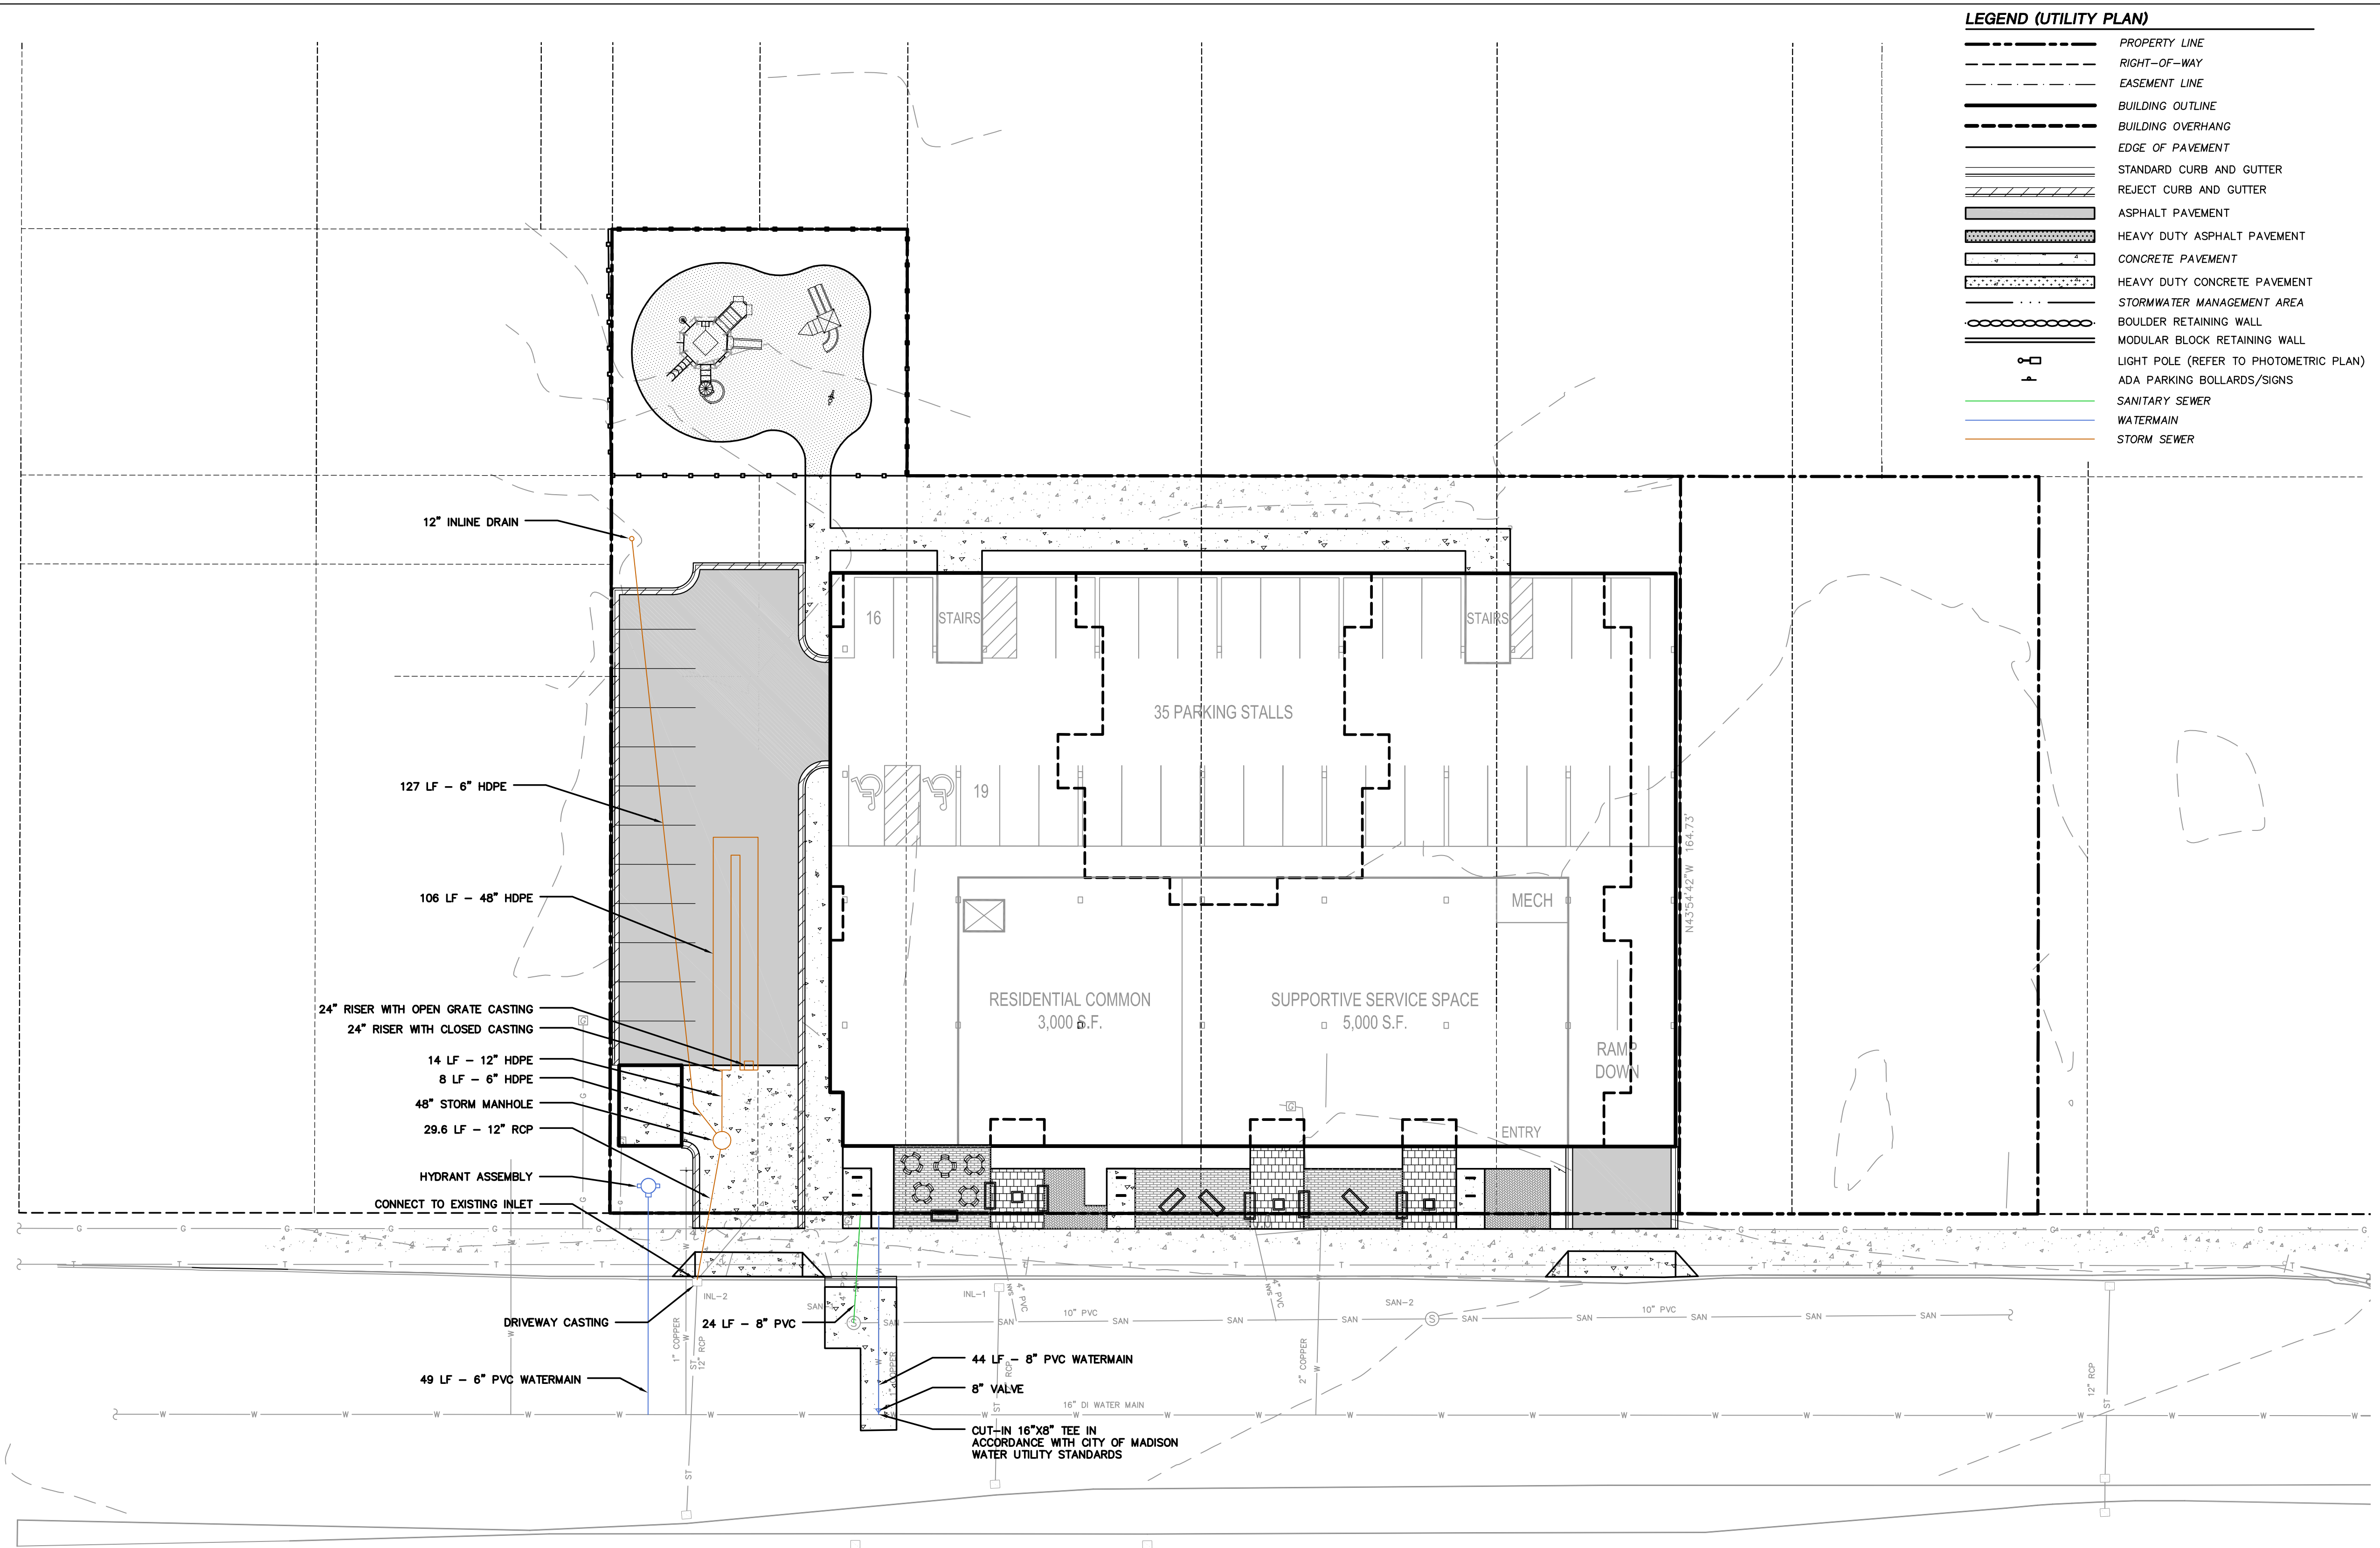 LEGEND (UTILITY PLAN)
PROPERTY LINE
RIGHT-OF-WAY
EASEMENT LINE
BUILDING OUTLINE
BUILDING OVERHANG
EDGE OF PAVEMENT
STANDARD CURB AND GUTTER
REJECT CURB AND GUTTER
ASPHALT PAVEMENT
HEAVY DUTY ASPHALT PAVEMENT
CONCRETE PAVEMENT
HEAVY DUTY CONCRETE PAVEMENT
STORMWATER MANAGEMENT AREA
BOULDER RETAINING WALL
MODULAR BLOCK RETAINING WALL
LIGHT POLE (REFER TO PHOTOMETRIC PLAN)
ADA PARKING BOLLARDS/SIGNS
SANITARY SEWER
WATERMAIN
STORM SEWER
12" INLINE DRAIN
127 LF - 6" HDPE
106 LF - 48" HDPE
24" RISER WITH OPEN GRATE CASTING
24" RISER WITH CLOSED CASTING
14 LF - 12" HDPE
8 LF - 6" HDPE
48" STORM MANHOLE
29.6 LF - 12" RCP
HYDRANT ASSEMBLY
CONNECT TO EXISTING INLET
DRIVEWAY CASTING
24 LF - 8" PVC
49 LF - 6" PVC WATERMAIN
44 LF - 8" PVC WATERMAIN
8" VALVE
CUT-IN 16"X8" TEE IN
ACCORDANCE WITH CITY OF MADISON
WATER UTILITY STANDARDS
16
STAIRS
STAIRS
35 PARKING STALLS
19
MECH
RESIDENTIAL COMMON
3,000 S.F.
SUPPORTIVE SERVICE SPACE
5,000 S.F.
RAMP
DOWN
ENTRY
N43°54'42"W 164.73'
INL-2
INL-1
SAN-2
10" PVC
10" PVC
4" PVC
4" PVC
4" PVC
1" COPPER
12" RCP
1" COPPER
RCP
2" COPPER
12" RCP
16" DI WATER MAIN